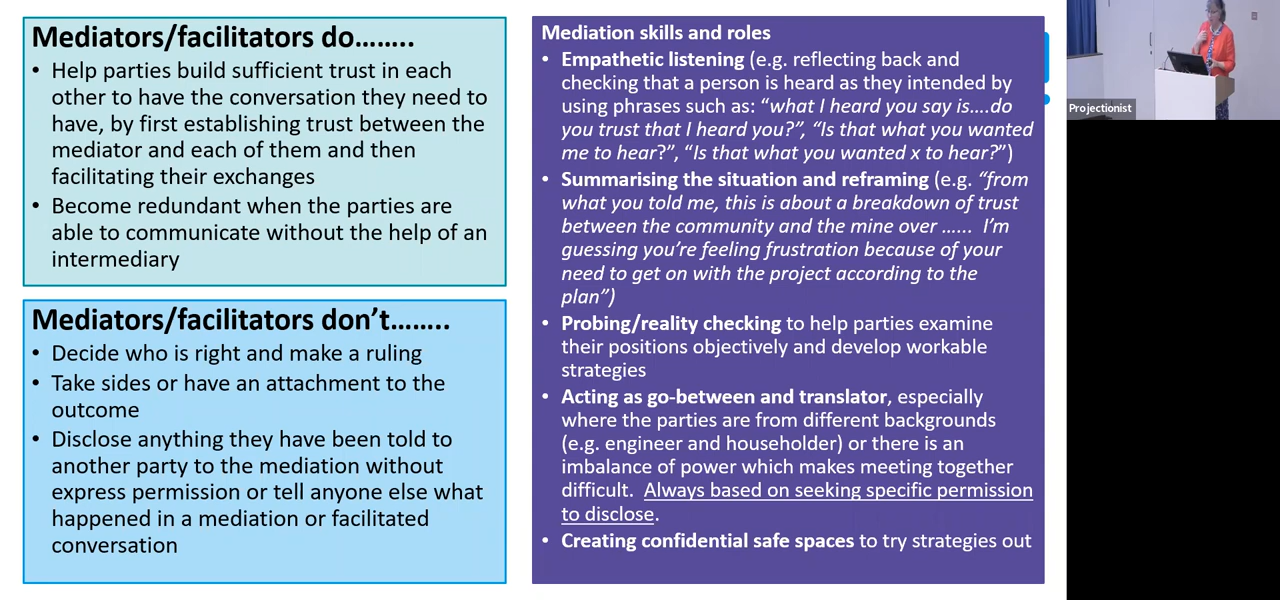 Mediators/facilitators do……..
• Help parties build sufficient trust in each
other to have the conversation they need to
have, by first establishing trust between the
mediator and each of them and then
facilitating their exchanges
• Become redundant when the parties are
able to communicate without the help of an
intermediary
Mediators/facilitators don’t……..
• Decide who is right and make a ruling
• Take sides or have an attachment to the
outcome
• Disclose anything they have been told to
another party to the mediation without
express permission or tell anyone else what
happened in a mediation or facilitated
conversation
Mediation skills and roles
• Empathetic listening (e.g. reflecting back and
checking that a person is heard as they intended by
using phrases such as: “what I heard you say is….do
you trust that I heard you?”, “Is that what you wanted
me to hear?”, “Is that what you wanted x to hear?”)
• Summarising the situation and reframing (e.g. “from
what you told me, this is about a breakdown of trust
between the community and the mine over …... I’m
guessing you’re feeling frustration because of your
need to get on with the project according to the
plan”)
• Probing/reality checking to help parties examine
their positions objectively and develop workable
strategies
• Acting as go-between and translator, especially
where the parties are from different backgrounds
(e.g. engineer and householder) or there is an
imbalance of power which makes meeting together
difficult. Always based on seeking specific permission
to disclose.
• Creating confidential safe spaces to try strategies out
Projectionist